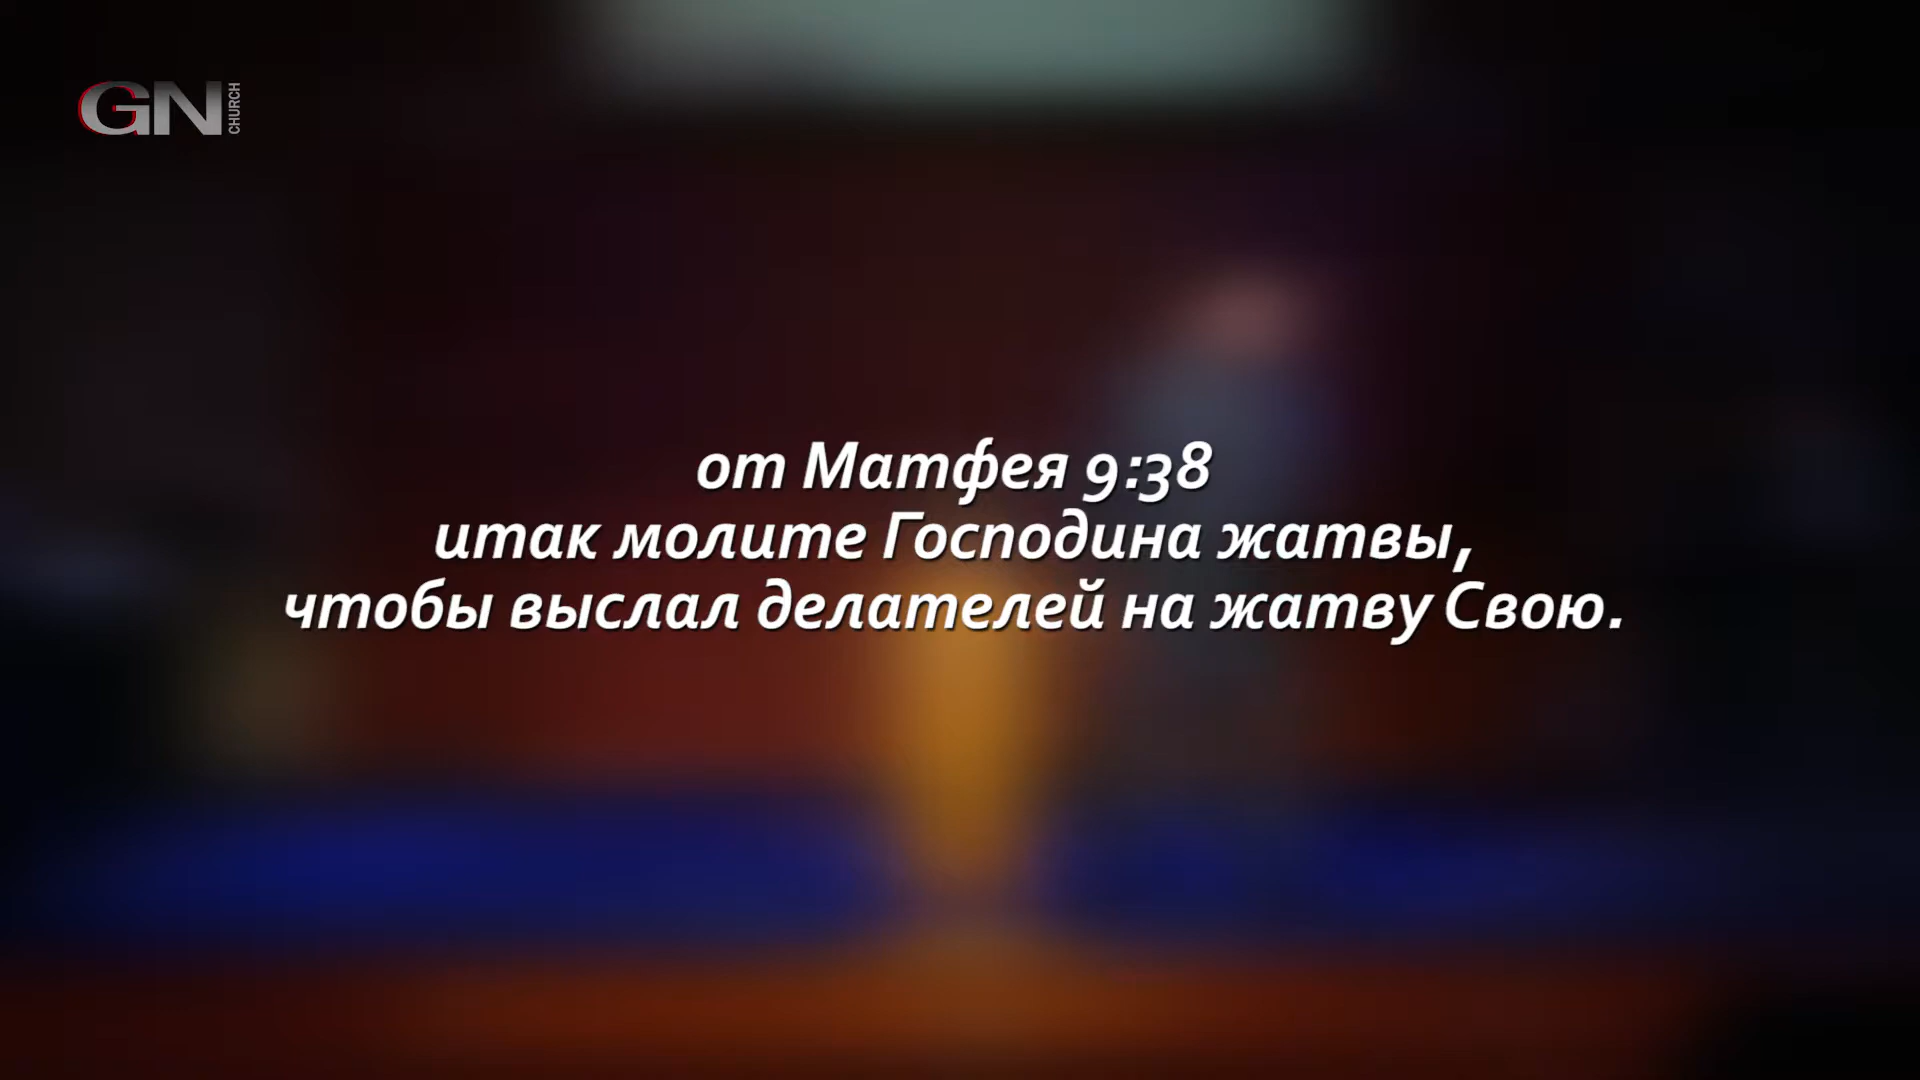 GN CHURCH
от Матфея 9:38
итак молите Господина жатвы,
чтобы выслал делателей на жатву Свою.